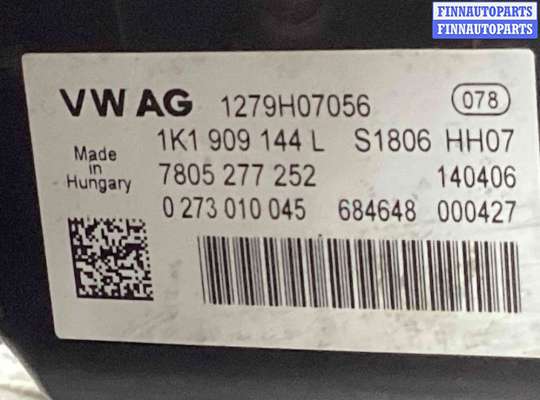 FINNAUTOPARTS
FINNAUTOPARTS
VW AG 1279H07056 078
1K1 909 144 L S1806 HH07
Made in Hungary
7805 277 252 140406
0 273 010 045 684648 000427